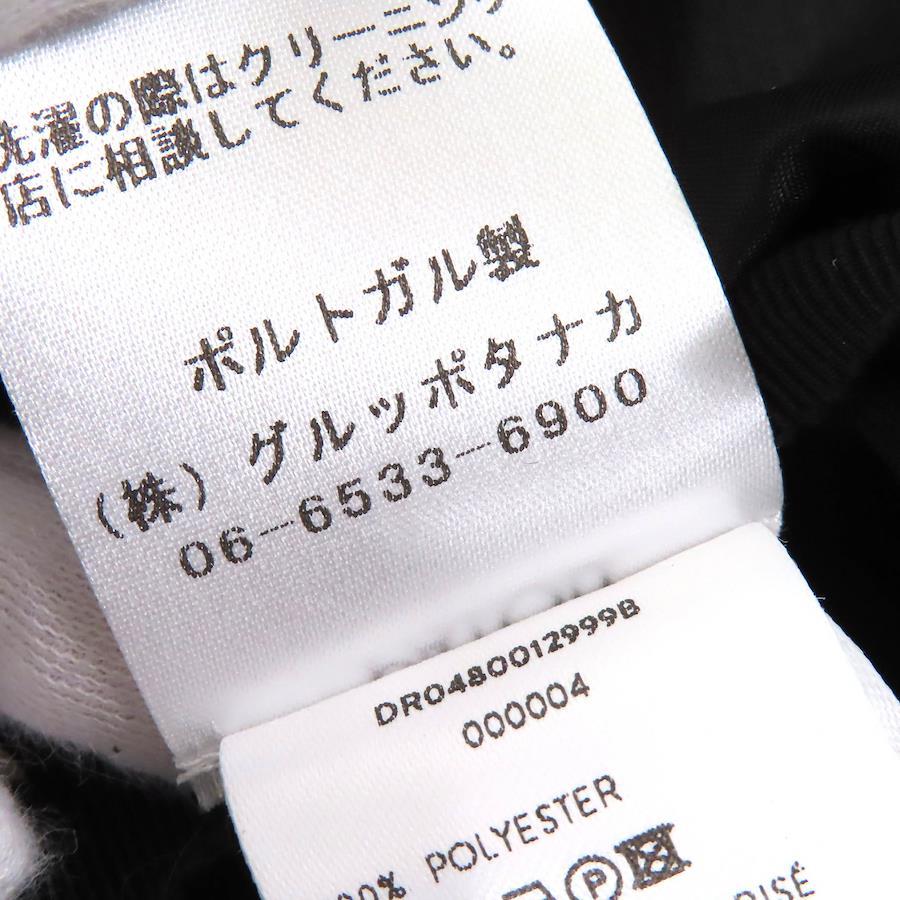 洗濯の際はクリーニング
店に相談してください。
ポルトガル製
(株) グルッポタナカ
06-6533-6900
DR0480012999B
000004
POLYESTER
P